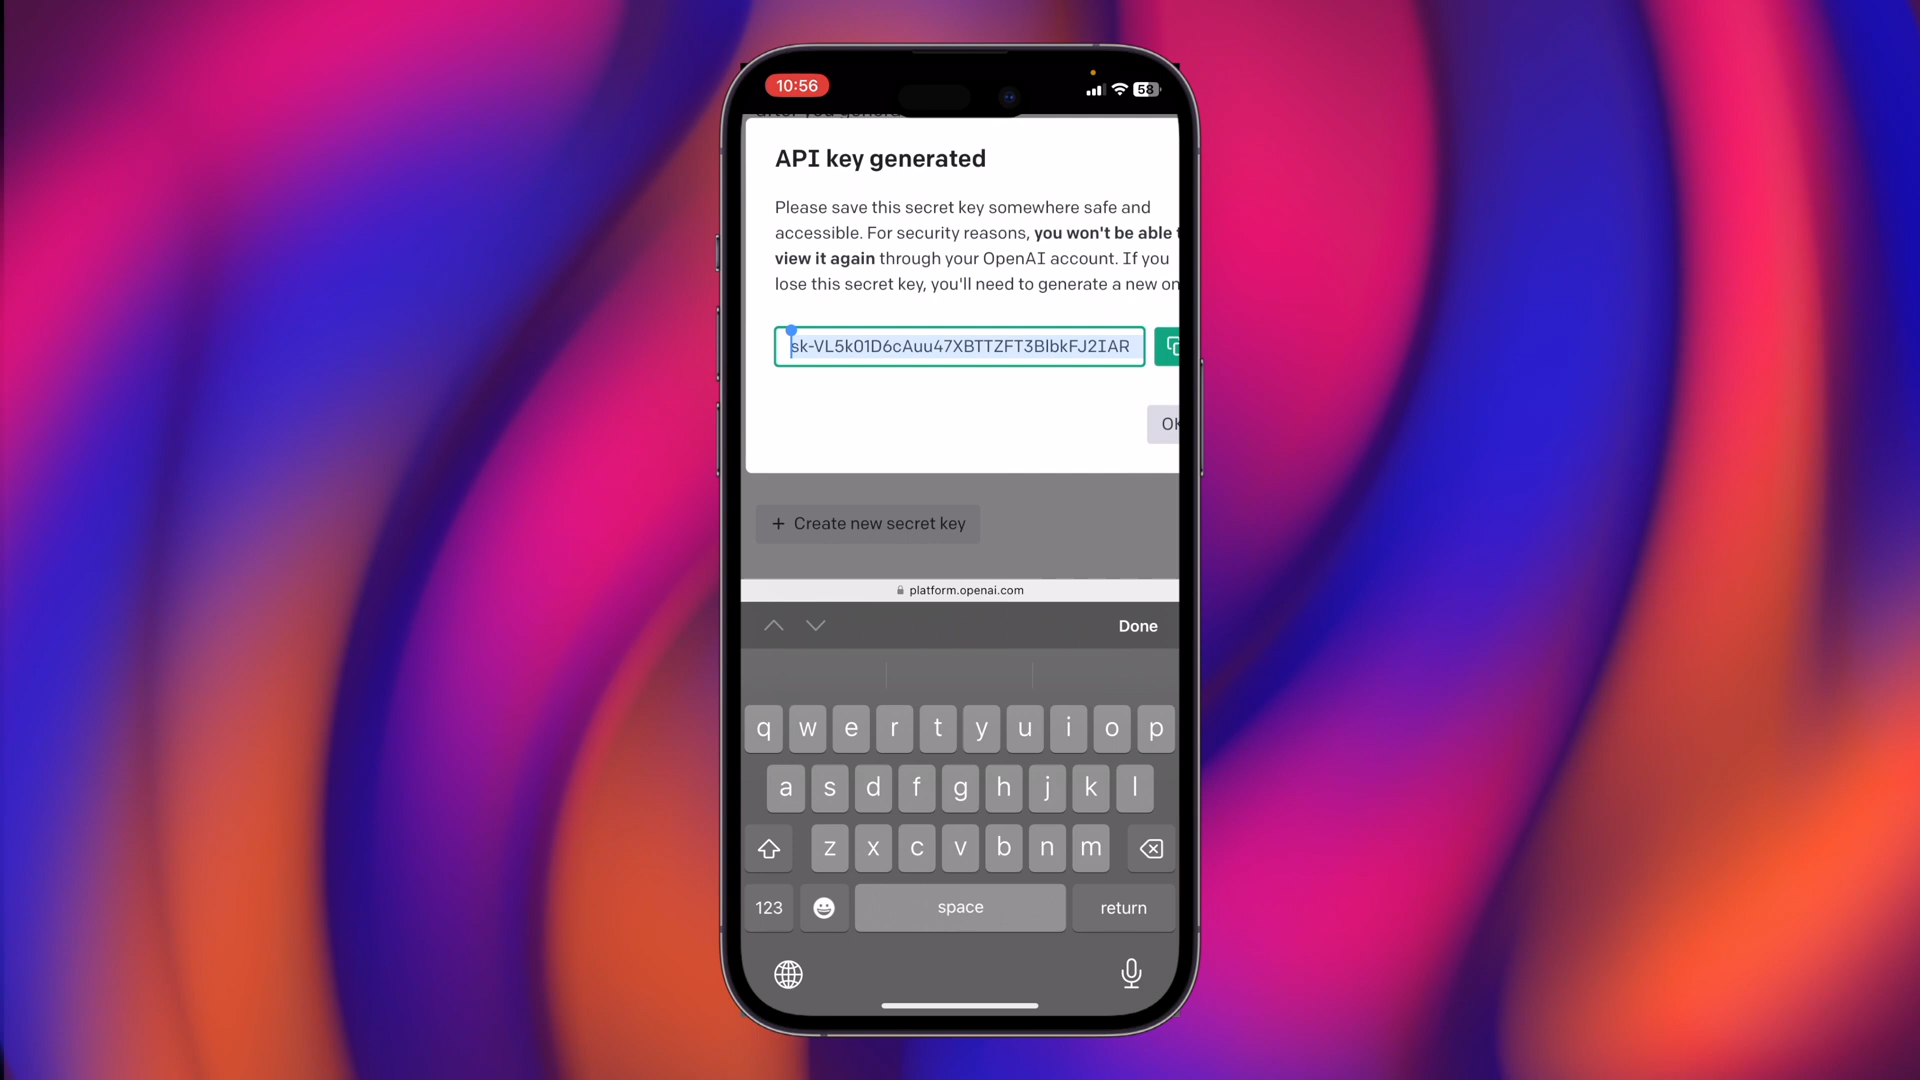 10:56
58
API key generated
Please save this secret key somewhere safe and
accessible. For security reasons, you won't be able
view it again through your OpenAI account. If you
lose this secret key, you'll need to generate a new on
sk-VL5k01D6cAuu47XBTTZFT3BlbkFJ2IAR
OK
+ Create new secret key
platform.openai.com
Done
q w e r t y u i o p
a s d f g h j k l
z x c v b n m
123 space return